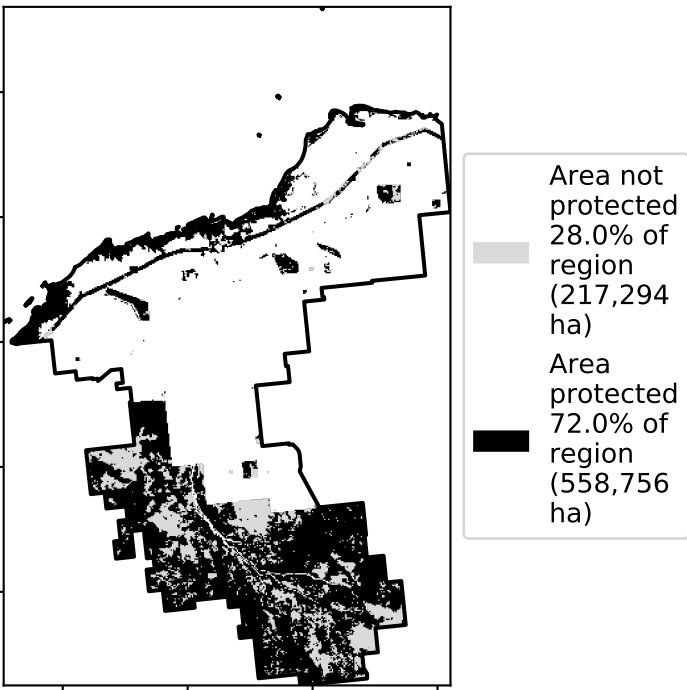 Area not
protected
28.0% of
region
(217,294
ha)
Area
protected
72.0% of
region
(558,756
ha)